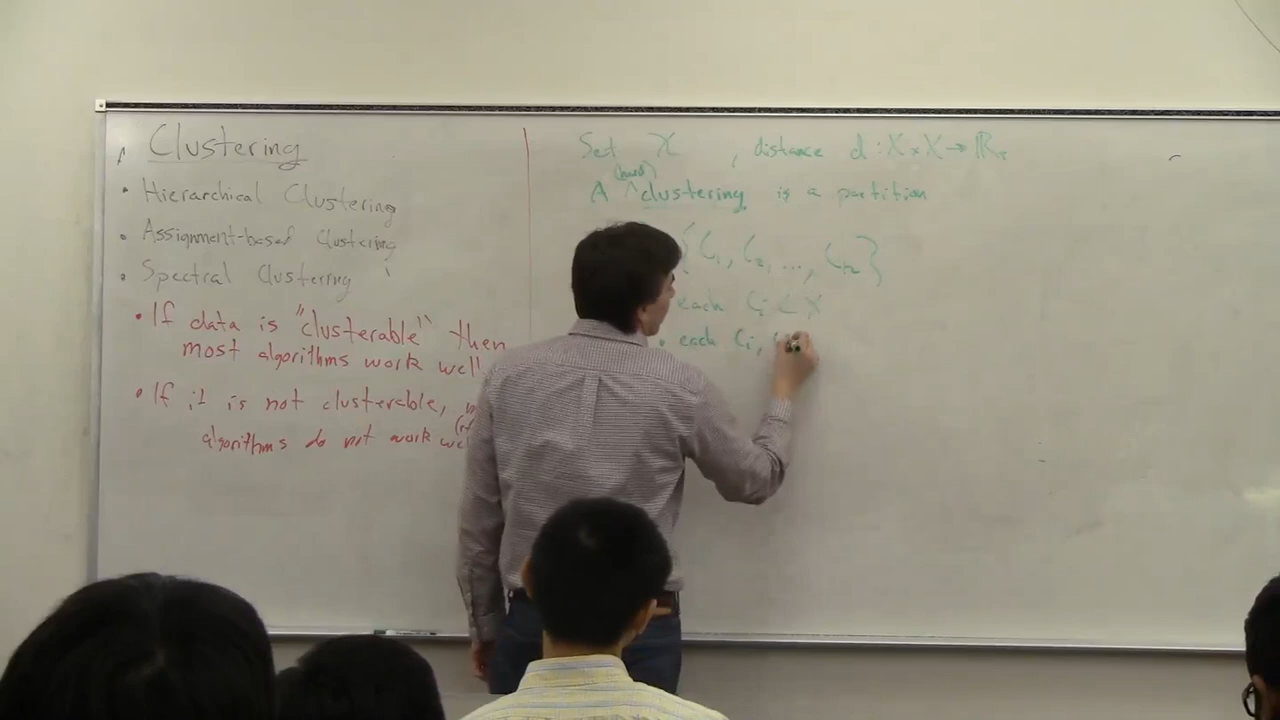 Clustering
• Hierarchical Clustering
• Assignment-based Clustering
• Spectral Clustering
• If data is "clusterable" then
most algorithms work well
• If it is not clusterable,
algorithms do not work
Set X , distance d : X × X → ℝ₊
(hard)
A ^ clustering is a partition
{C₁, C₂, ..., Cₖ}
each Cᵢ ⊂ X
• each Cᵢ,